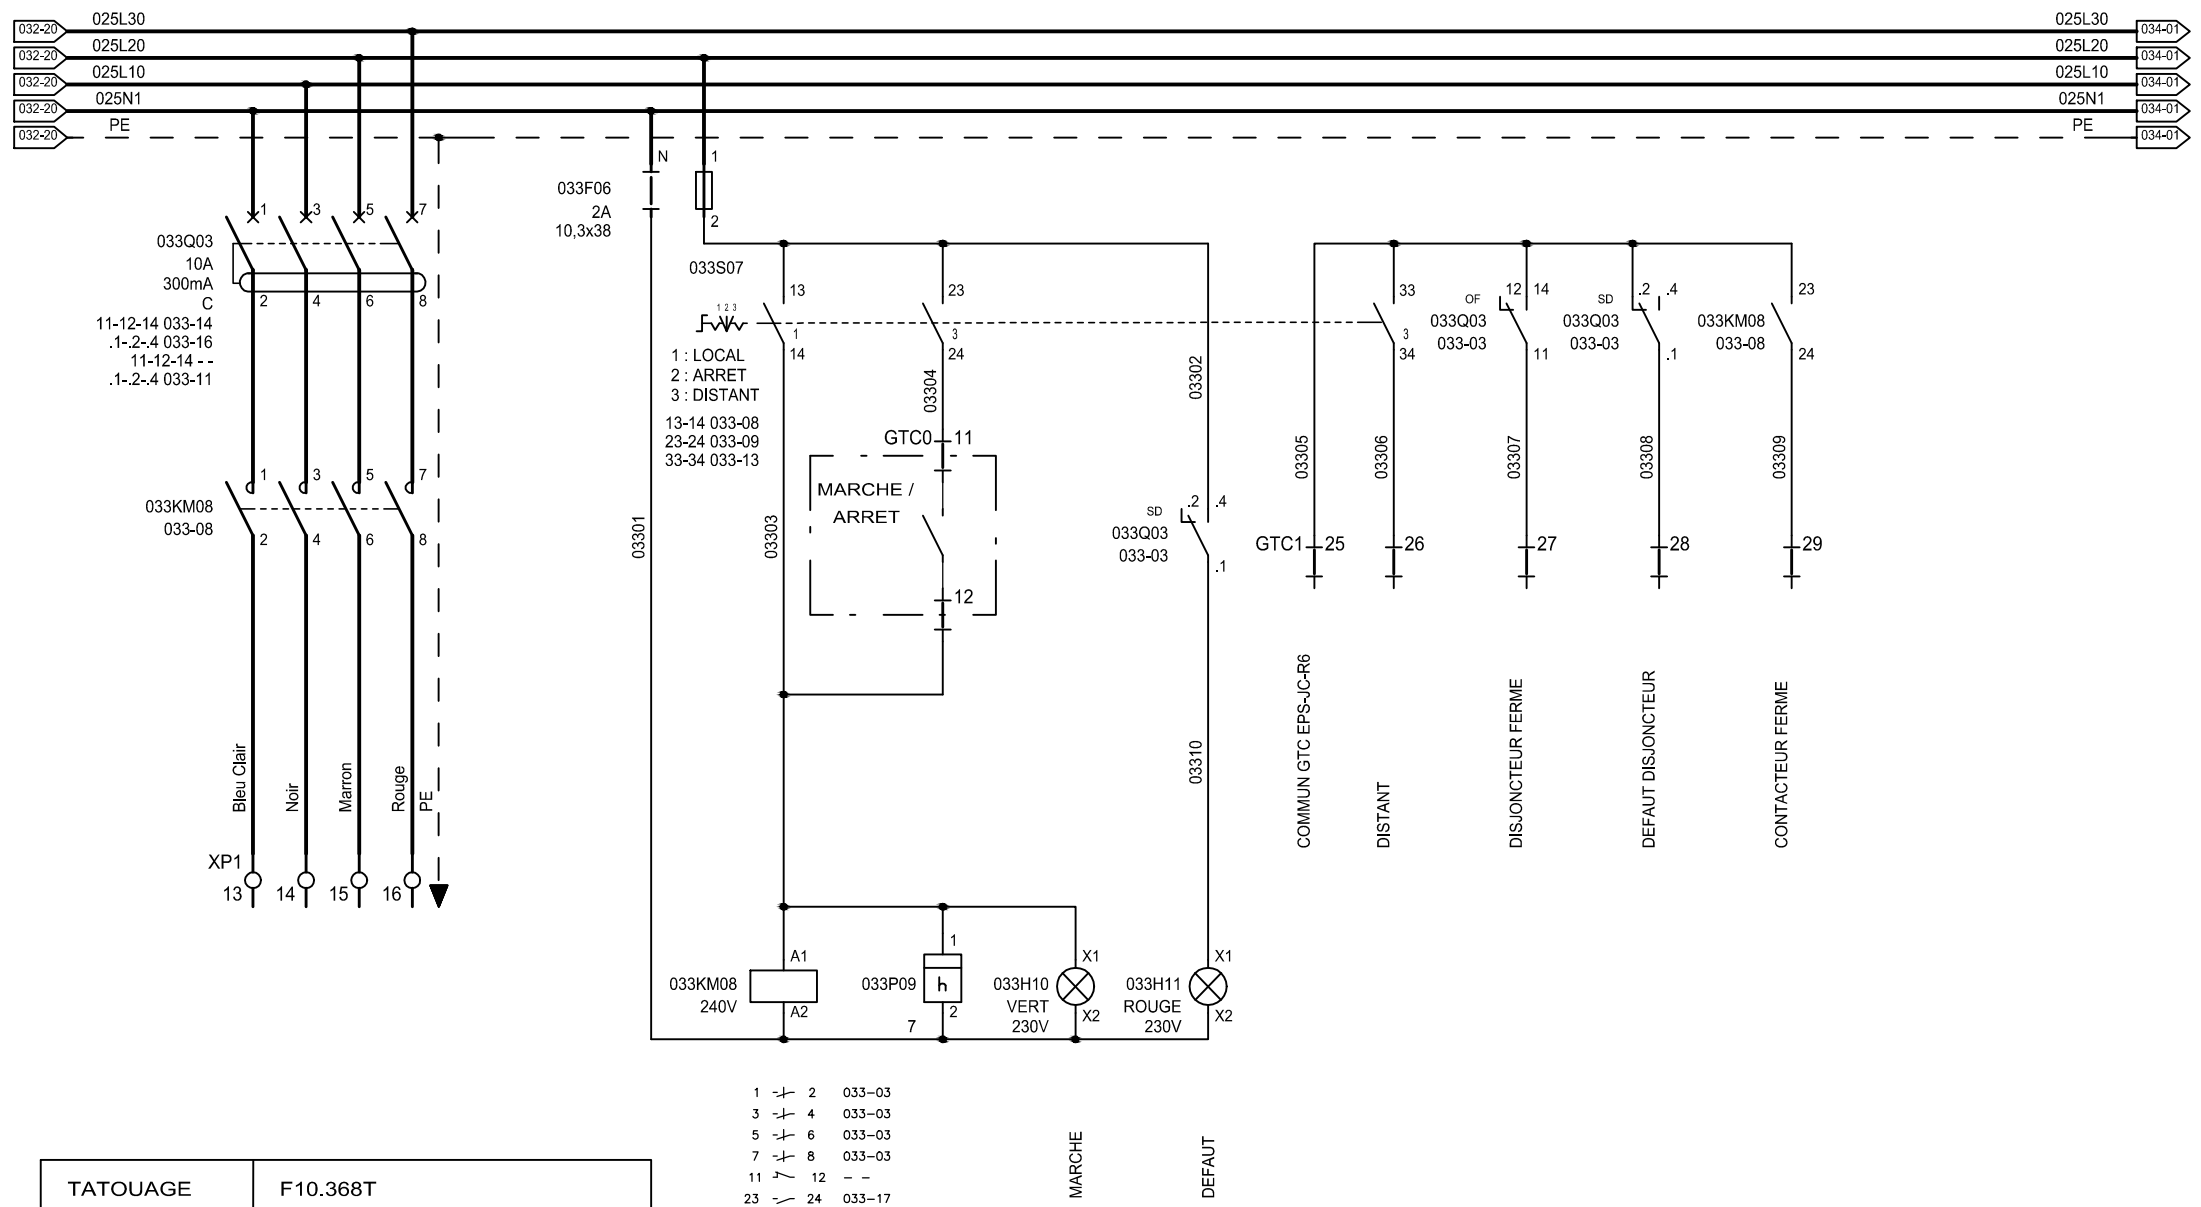 032-20 025L30 025L30 034-01
032-20 025L20 025L20 034-01
032-20 025L10 025L10 034-01
032-20 025N1 025N1 034-01
032-20 PE PE 034-01
033Q03
10A
300mA
C
11-12-14 033-14
.1-.2-.4 033-16
11-12-14 - -
.1-.2-.4 033-11
1 3 5 7
2 4 6 8
033KM08
033-08
1 3 5 7
2 4 6 8
Bleu Clair
Noir
Marron
Rouge
PE
XP1
13 14 15 16
033F06
2A
10,3x38
N
1
2
03301
033S07
1 2 3
1 : LOCAL
2 : ARRET
3 : DISTANT
13-14 033-08
23-24 033-09
33-34 033-13
13
1
14
03303
23
3
24
03304
GTC0 11
MARCHE /
ARRET
12
03302
SD .2 .4
033Q03
033-03
.1
03310
033KM08
240V
A1
A2
033P09
1
h
2
7
033H10
VERT
230V
X1
X2
033H11
ROUGE
230V
X1
X2
33
3
34
OF 12 14
033Q03
033-03
11
SD .2 .4
033Q03
033-03
.1
033KM08
033-08
23
24
03305
03306
03307
03308
03309
GTC1 25 26 27 28 29
COMMUN GTC EPS-JC-R6
DISTANT
DISJONCTEUR FERME
DEFAUT DISJONCTEUR
CONTACTEUR FERME
1 2 033-03
3 4 033-03
5 6 033-03
7 8 033-03
11 12 - -
23 24 033-17
MARCHE
DEFAUT
TATOUAGE F10.368T